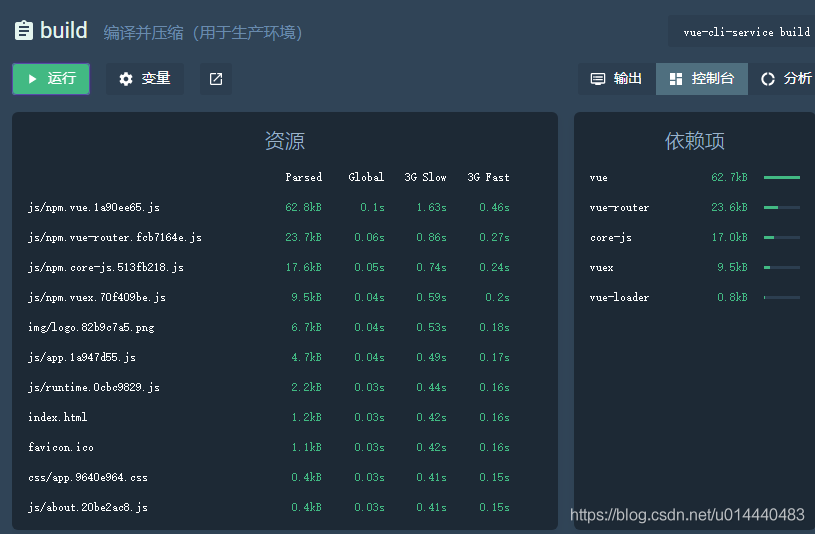 build 编译并压缩（用于生产环境） vue-cli-service build
运行 变量 输出 控制台 分析
资源
Parsed Global 3G Slow 3G Fast
js/npm.vue.1a90ee65.js 62.8kB 0.1s 1.63s 0.46s
js/npm.vue-router.fcb7164e.js 23.7kB 0.06s 0.86s 0.27s
js/npm.core-js.513fb218.js 17.6kB 0.05s 0.74s 0.24s
js/npm.vuex.70f409be.js 9.5kB 0.04s 0.59s 0.2s
img/logo.82b9c7a5.png 6.7kB 0.04s 0.53s 0.18s
js/app.1a947d55.js 4.7kB 0.04s 0.49s 0.17s
js/runtime.0cbc9829.js 2.2kB 0.03s 0.44s 0.16s
index.html 1.2kB 0.03s 0.42s 0.16s
favicon.ico 1.1kB 0.03s 0.42s 0.16s
css/app.9640e964.css 0.4kB 0.03s 0.41s 0.15s
js/about.20be2ac8.js 0.4kB 0.03s 0.41s 0.15s
依赖项
vue 62.7kB
vue-router 23.6kB
core-js 17.0kB
vuex 9.5kB
vue-loader 0.8kB
https://blog.csdn.net/u014440483